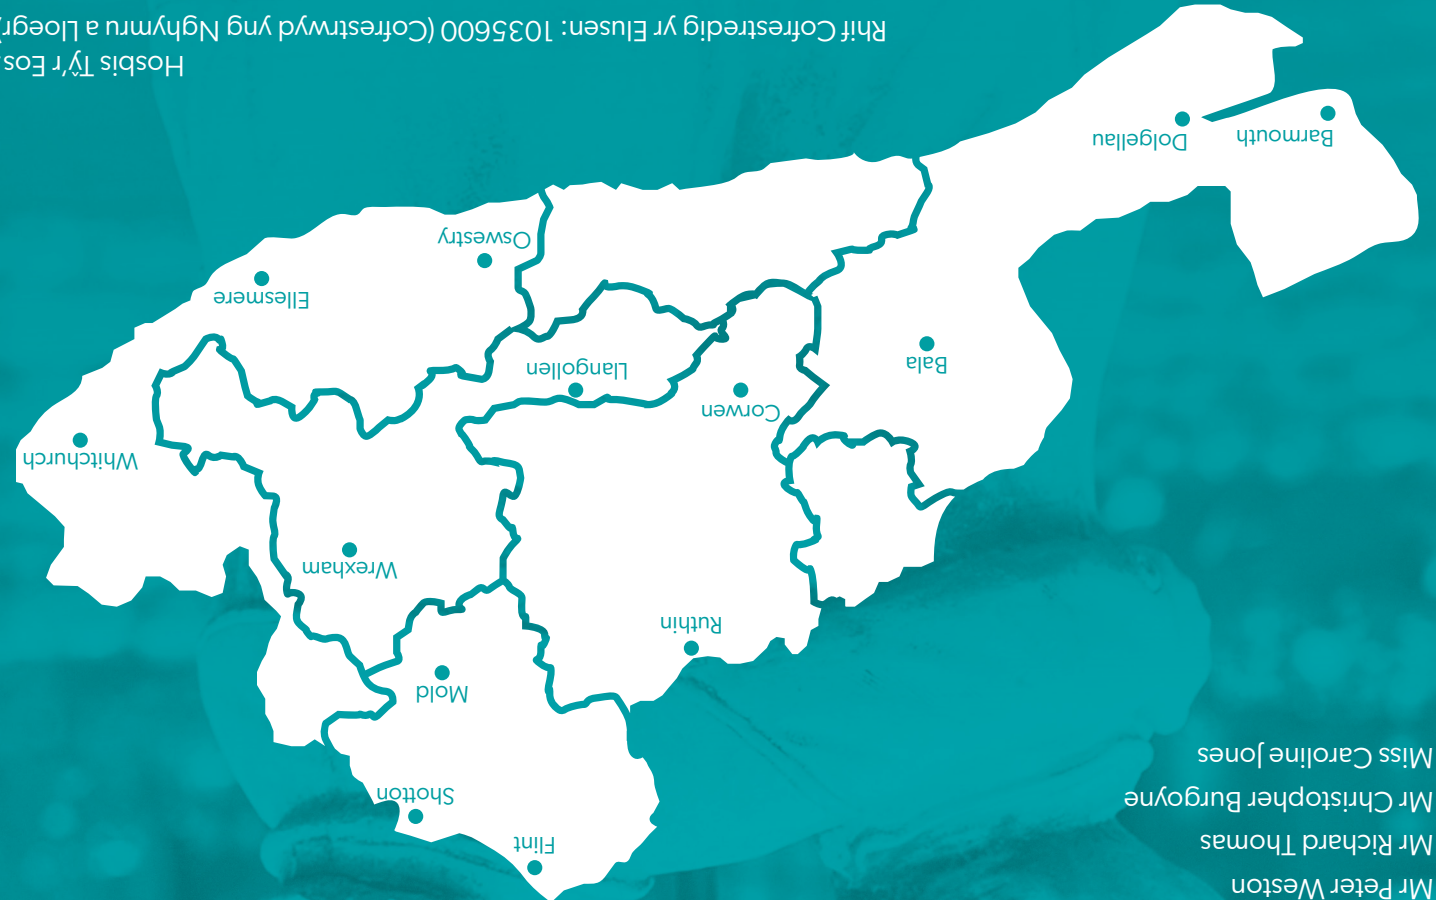 Mr Peter Weston
Mr Richard Thomas
Mr Christopher Burgoyne
Miss Caroline Jones
Flint
Shotton
Mold
Ruthin
Wrexham
Whitchurch
Corwen
Llangollen
Bala
Ellesmere
Oswestry
Dolgellau
Barmouth
Hosbis Tŷ'r Eos
Rhif Cofrestredig yr Elusen: 1035600 (Cofrestrwyd yng Nghymru a Lloegr)